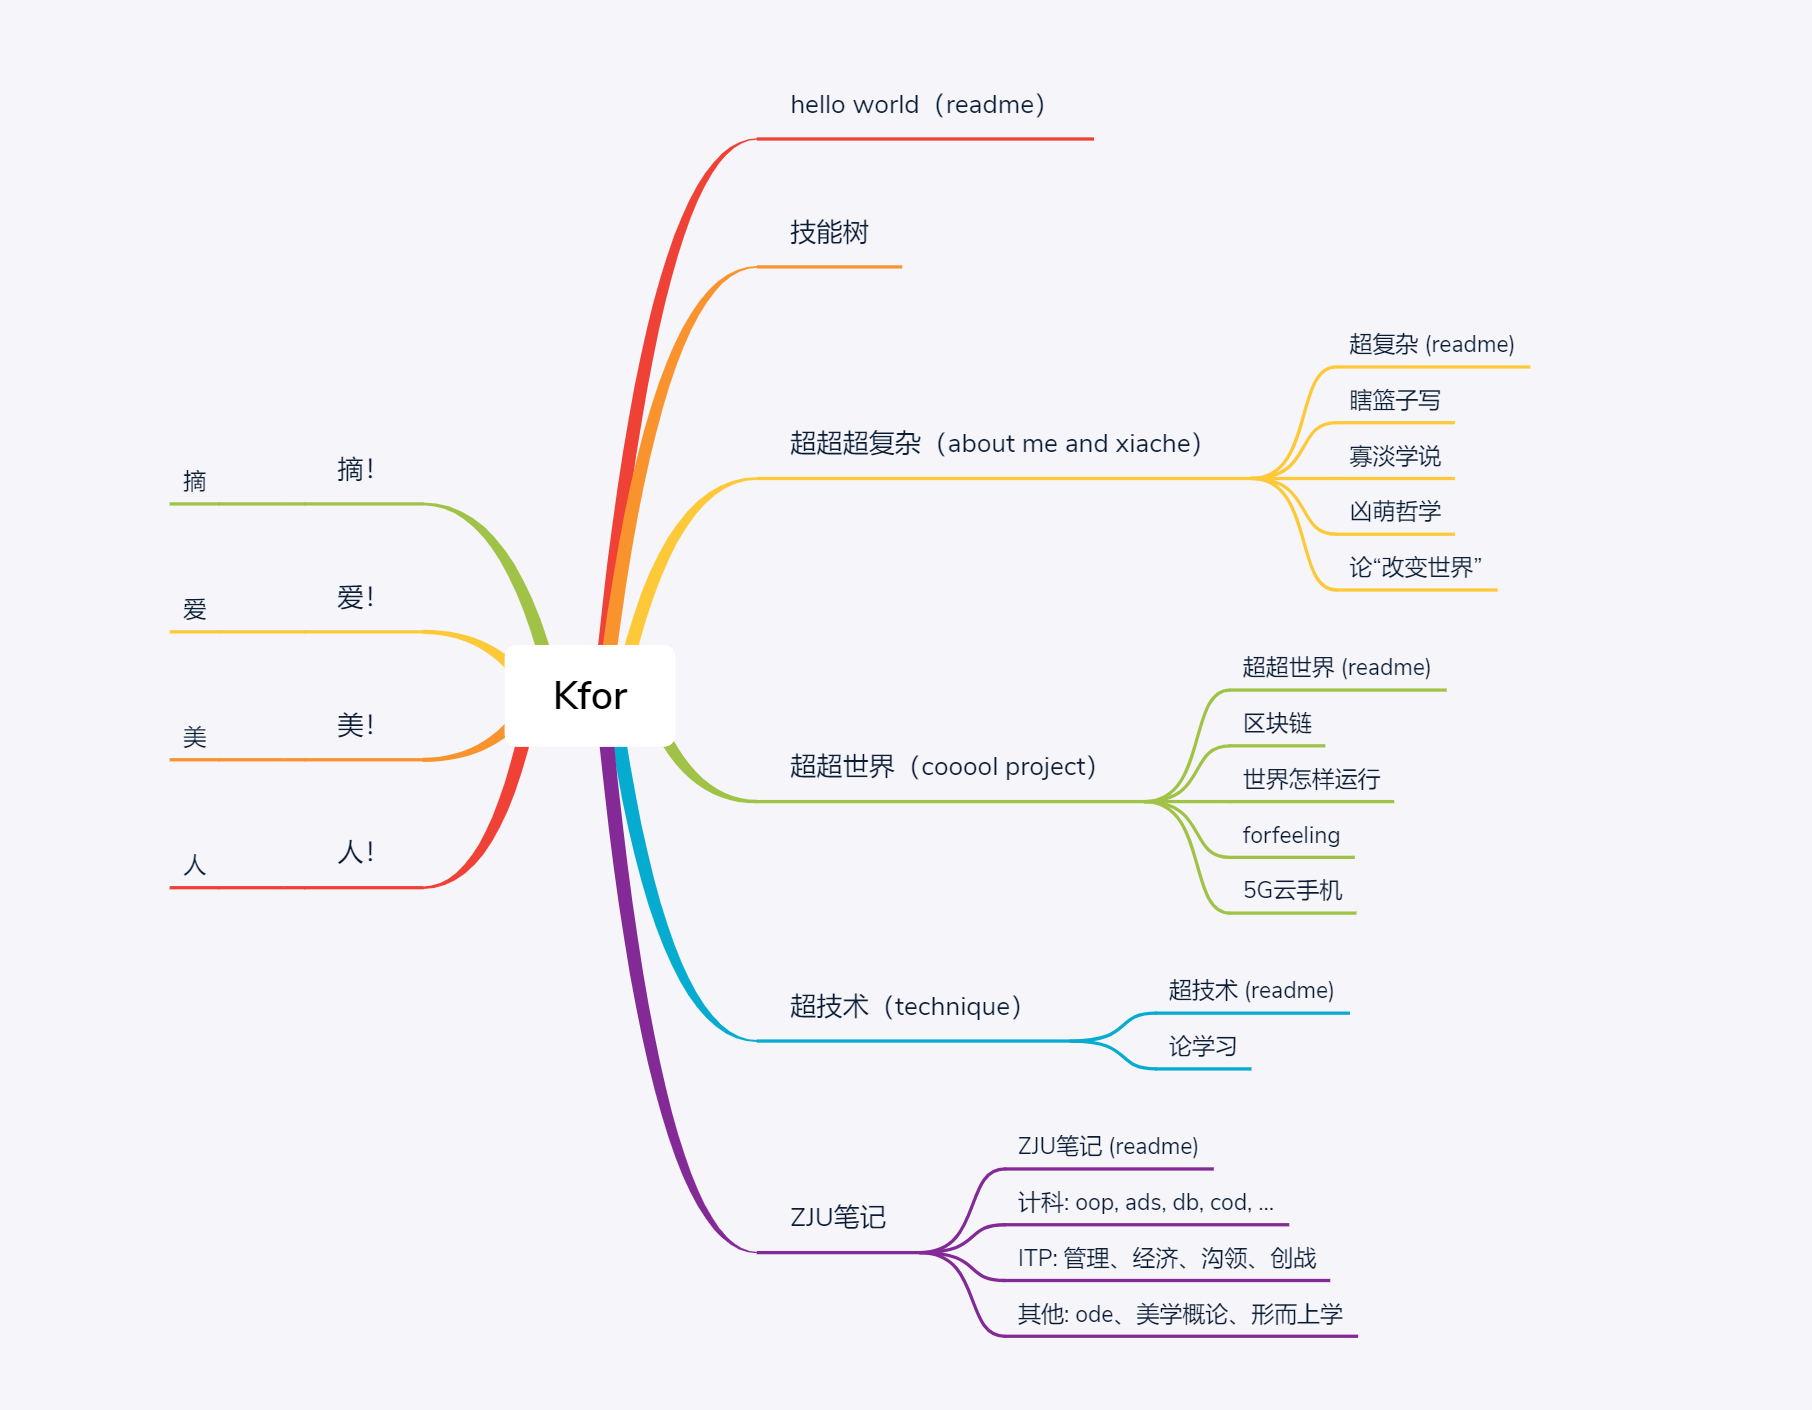 Kfor
hello world（readme）
技能树
超超超复杂（about me and xiache）
超复杂 (readme)
瞎篮子写
寡淡学说
凶萌哲学
论“改变世界”
超超世界（cooool project）
超超世界 (readme)
区块链
世界怎样运行
forfeeling
5G云手机
超技术（technique）
超技术 (readme)
论学习
ZJU笔记
ZJU笔记 (readme)
计科: oop, ads, db, cod, ...
ITP: 管理、经济、沟领、创战
其他: ode、美学概论、形而上学
摘！
摘
爱！
爱
美！
美
人！
人